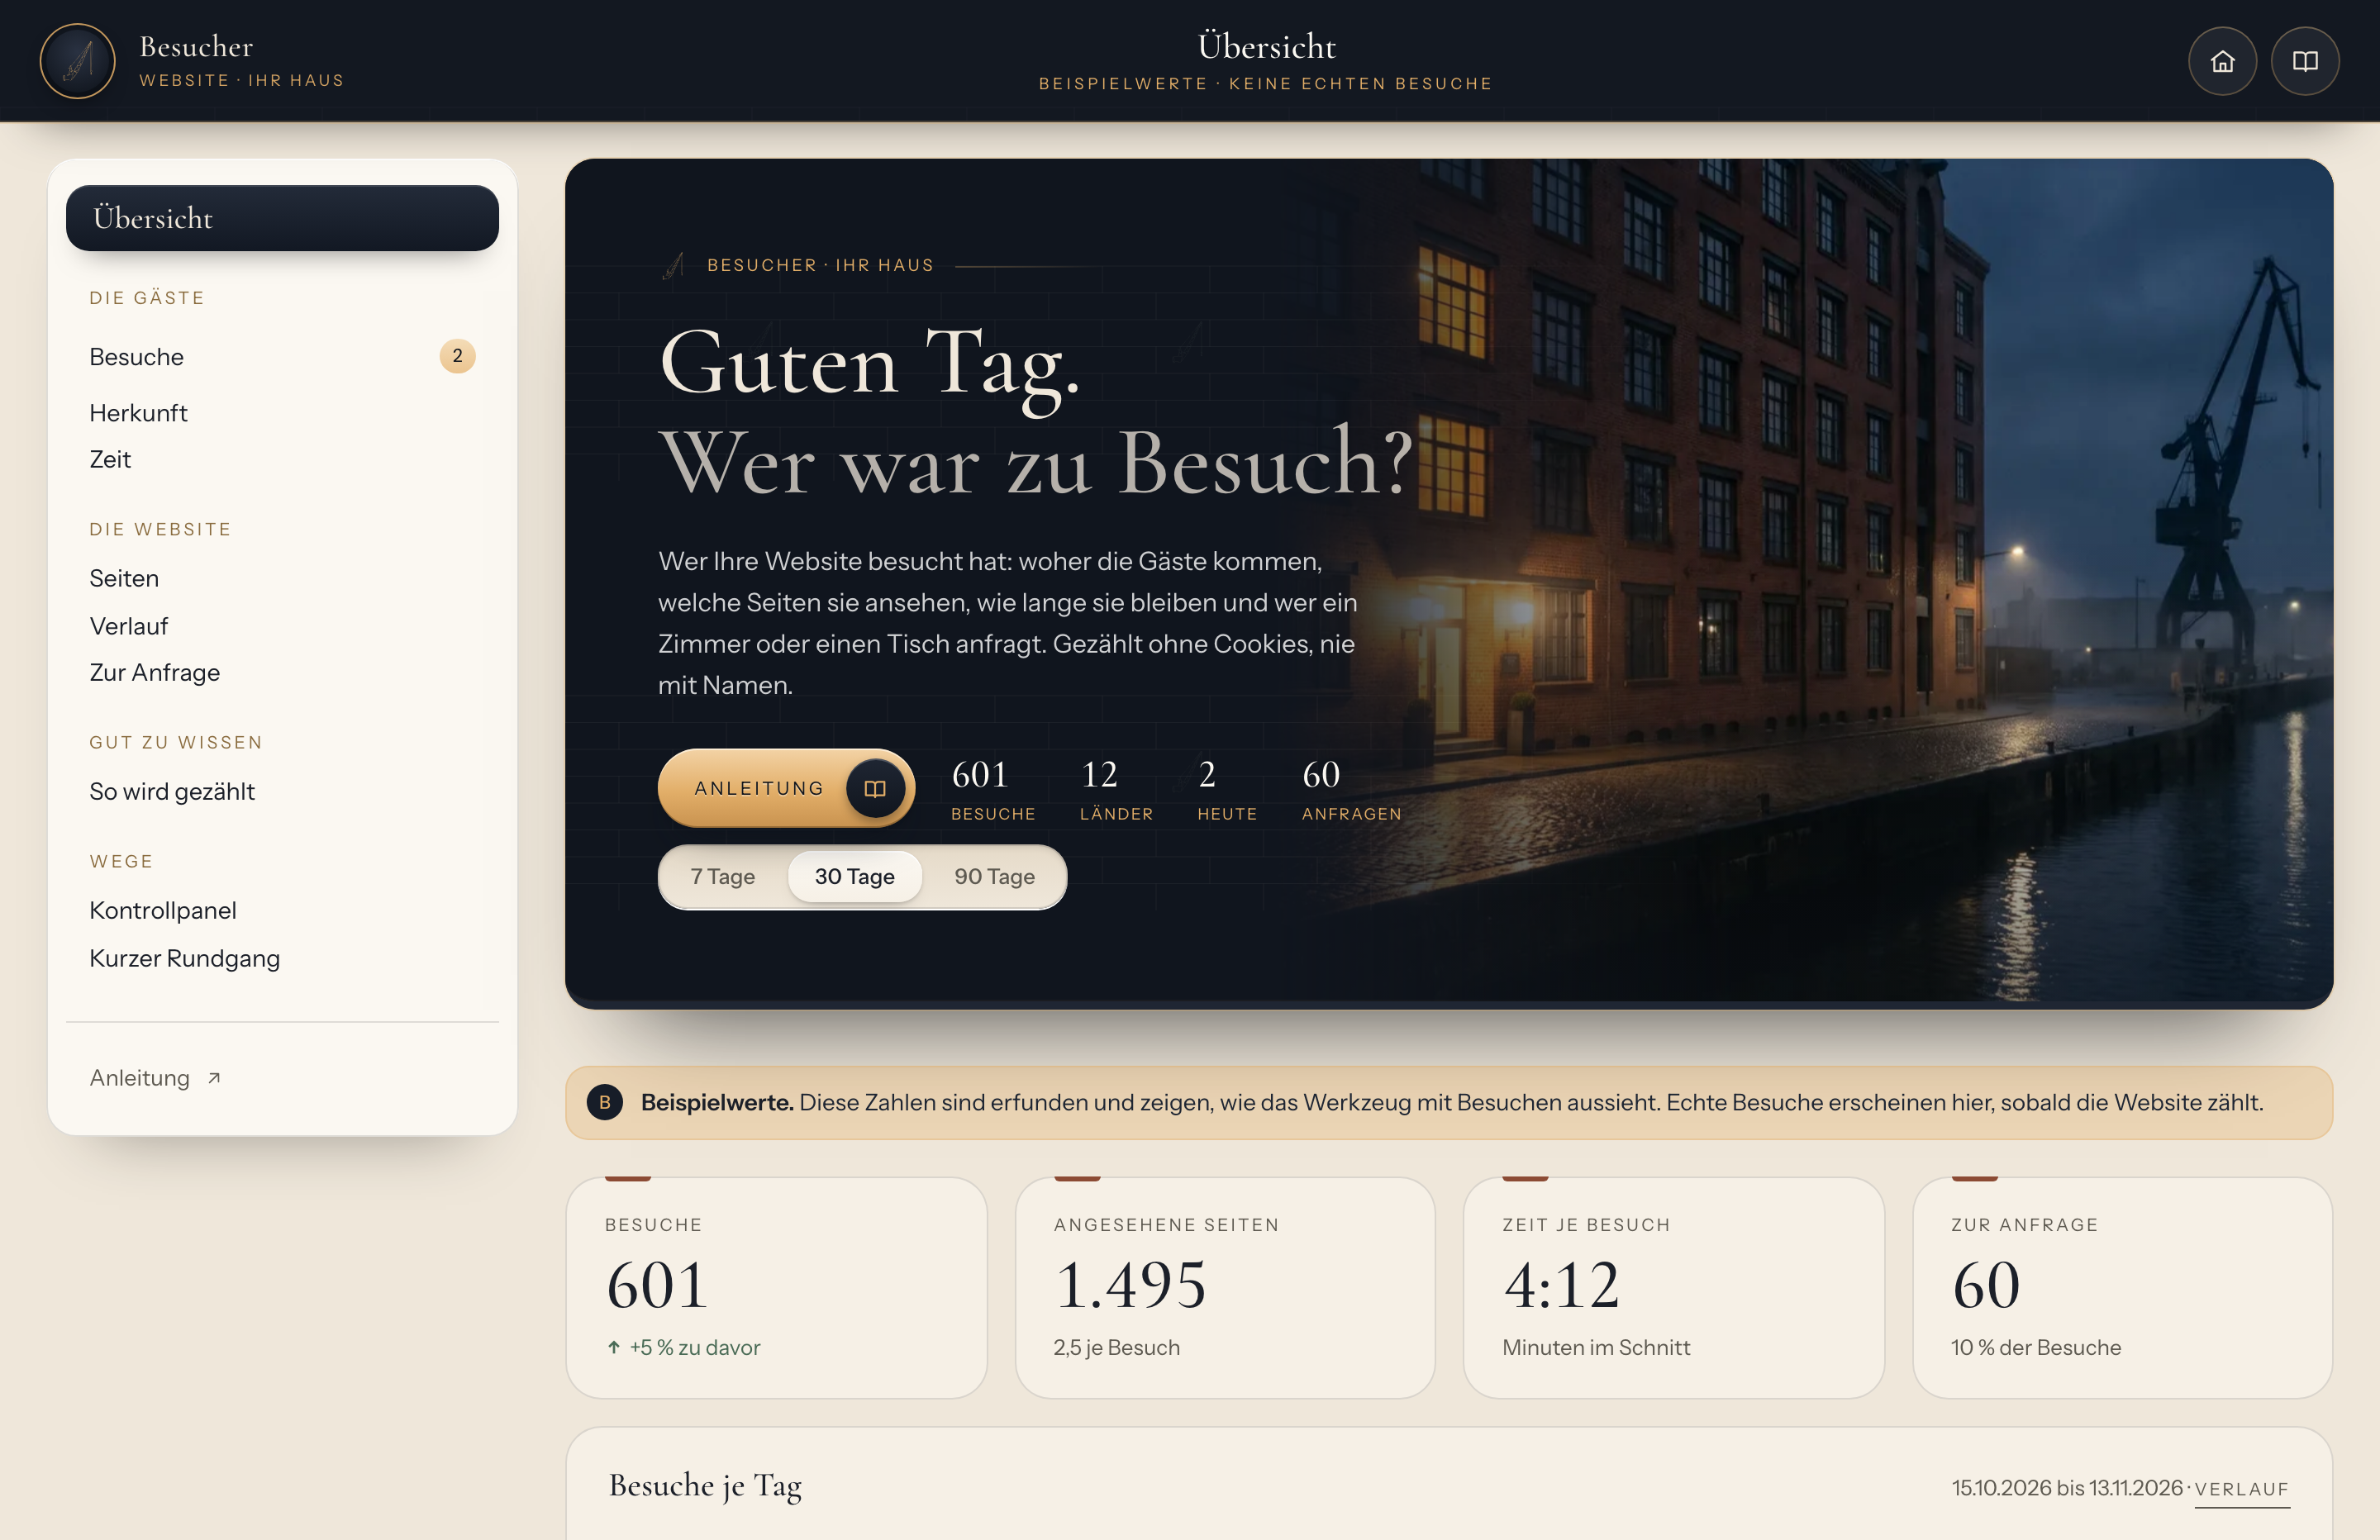 Besucher
WEBSITE · IHR HAUS
Übersicht
BEISPIELWERTE · KEINE ECHTEN BESUCHE
Übersicht
DIE GÄSTE
Besuche 2
Herkunft
Zeit
DIE WEBSITE
Seiten
Verlauf
Zur Anfrage
GUT ZU WISSEN
So wird gezählt
WEGE
Kontrollpanel
Kurzer Rundgang
Anleitung
BESUCHER · IHR HAUS
Guten Tag.
Wer war zu Besuch?
Wer Ihre Website besucht hat: woher die Gäste kommen,
welche Seiten sie ansehen, wie lange sie bleiben und wer ein
Zimmer oder einen Tisch anfragt. Gezählt ohne Cookies, nie
mit Namen.
ANLEITUNG
601 12 2 60
BESUCHE LÄNDER HEUTE ANFRAGEN
7 Tage 30 Tage 90 Tage
B Beispielwerte. Diese Zahlen sind erfunden und zeigen, wie das Werkzeug mit Besuchen aussieht. Echte Besuche erscheinen hier, sobald die Website zählt.
BESUCHE
601
↑ +5 % zu davor
ANGESEHENE SEITEN
1.495
2,5 je Besuch
ZEIT JE BESUCH
4:12
Minuten im Schnitt
ZUR ANFRAGE
60
10 % der Besuche
Besuche je Tag
15.10.2026 bis 13.11.2026 · VERLAUF